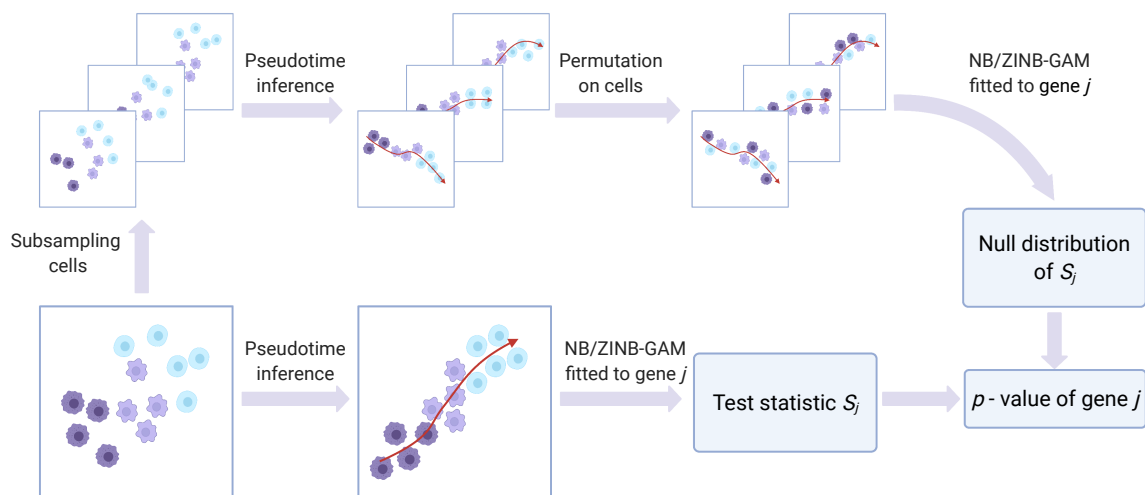 Pseudotime
inference
Permutation
on cells
NB/ZINB-GAM
fitted to gene j
Subsampling
cells
Null distribution
of Sj
Pseudotime
inference
NB/ZINB-GAM
fitted to gene j
Test statistic Sj
p - value of gene j